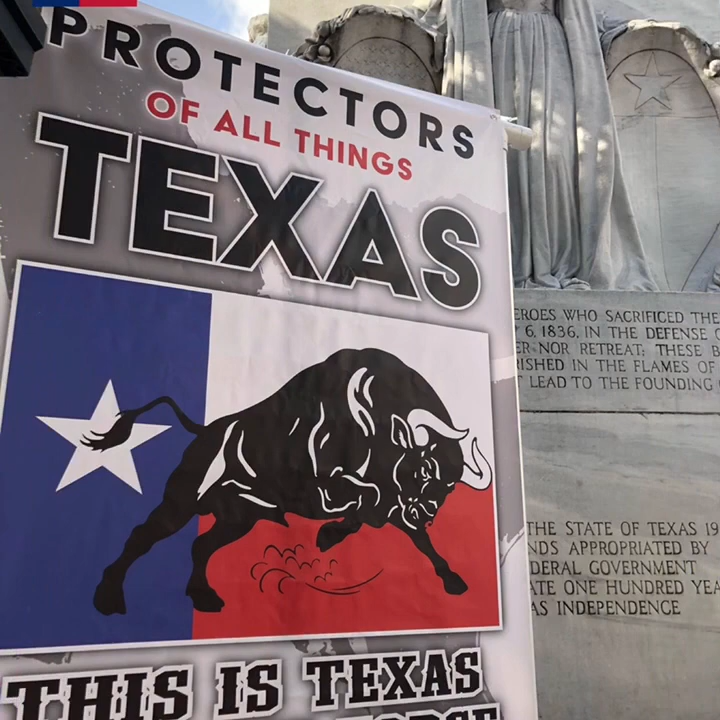 PROTECTORS
OF ALL THINGS
TEXAS
THIS IS TEXAS
EROES WHO SACRIFICED THE
6, 1836, IN THE DEFENSE
ER NOR RETREAT; THESE B
RISHED IN THE FLAMES OF
LEAD TO THE FOUNDING
THE STATE OF TEXAS 19
NDS APPROPRIATED BY
DERAL GOVERNMENT
ATE ONE HUNDRED YEA
AS INDEPENDENCE